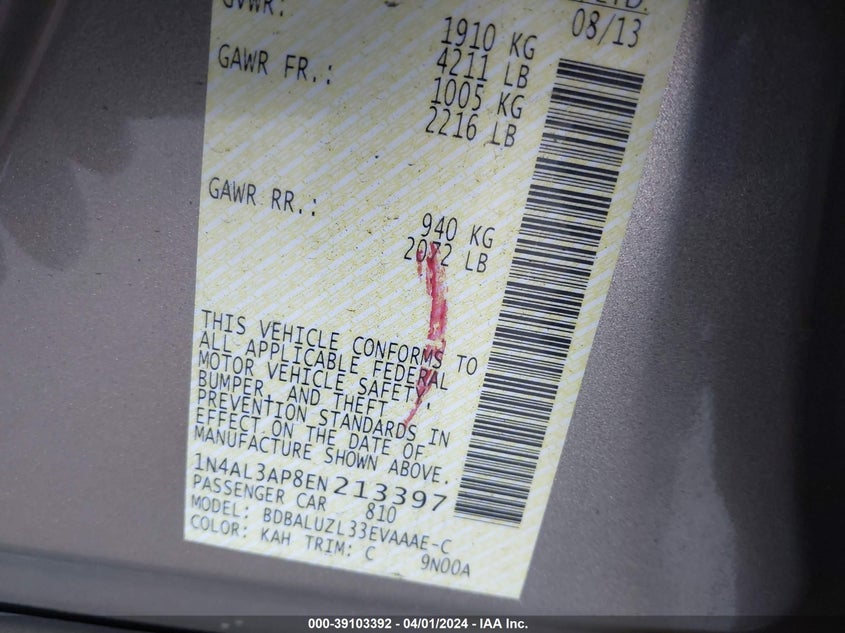 GVWR:
LTD.
08/13
1910 KG
4211 LB
GAWR FR.:
1005 KG
2216 LB
GAWR RR.:
940 KG
2072 LB
THIS VEHICLE CONFORMS TO
ALL APPLICABLE FEDERAL
MOTOR VEHICLE SAFETY,
BUMPER, AND THEFT
PREVENTION STANDARDS IN
EFFECT ON THE DATE OF
MANUFACTURE SHOWN ABOVE.
1N4AL3AP8EN213397
PASSENGER CAR 810
MODEL: BDBALUZL33EVAAAE-C
COLOR: KAH TRIM: C 9N00A
000-39103392 - 04/01/2024 - IAA Inc.